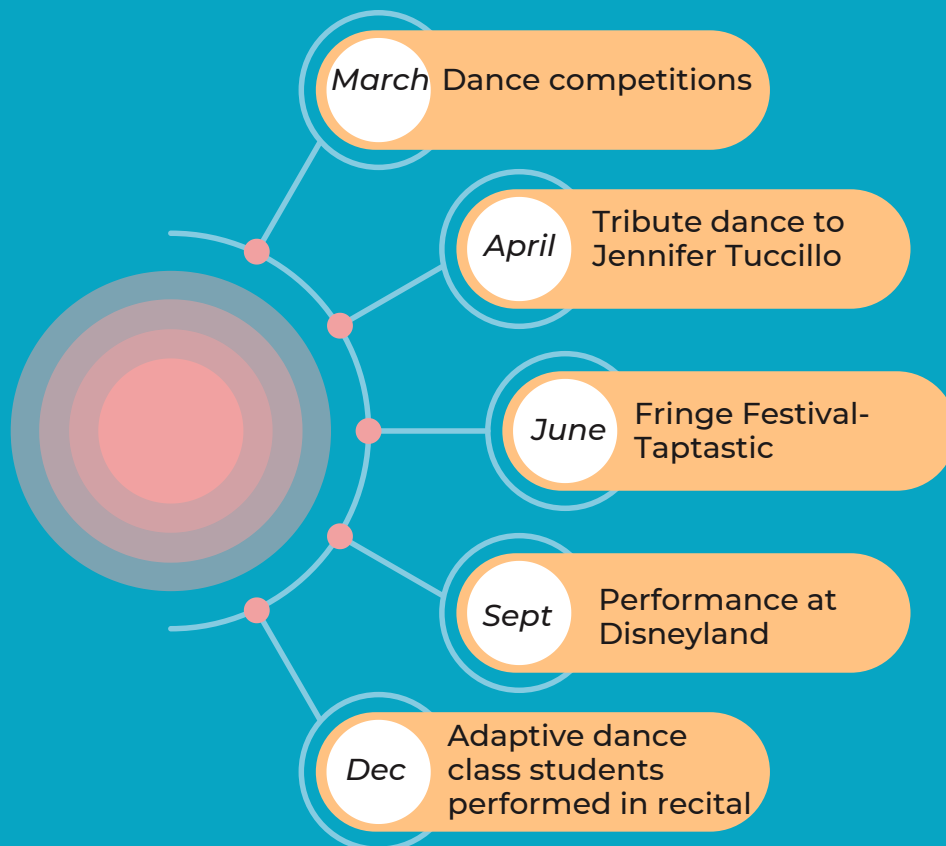 March Dance competitions
April
Tribute dance to
Jennifer Tuccillo
June
Fringe Festival-
Taptastic
Sept
Performance at
Disneyland
Dec
Adaptive dance
class students
performed in recital